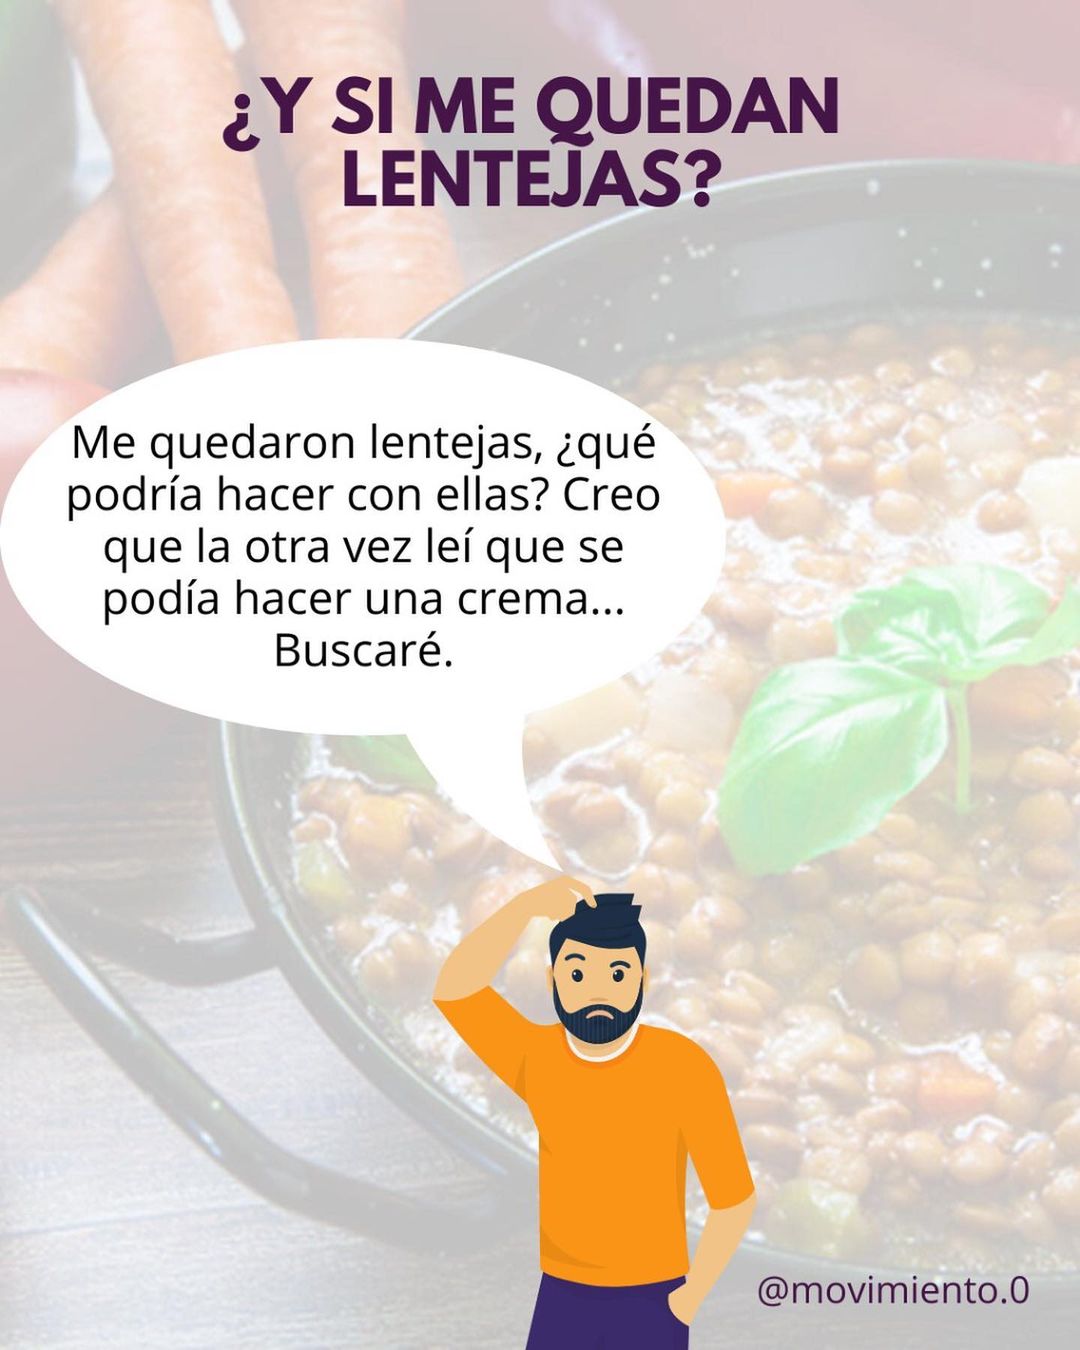 ¿Y SI ME QUEDAN
LENTEJAS?
Me quedaron lentejas, ¿qué
podría hacer con ellas? Creo
que la otra vez leí que se
podía hacer una crema...
Buscaré.
@movimiento.0